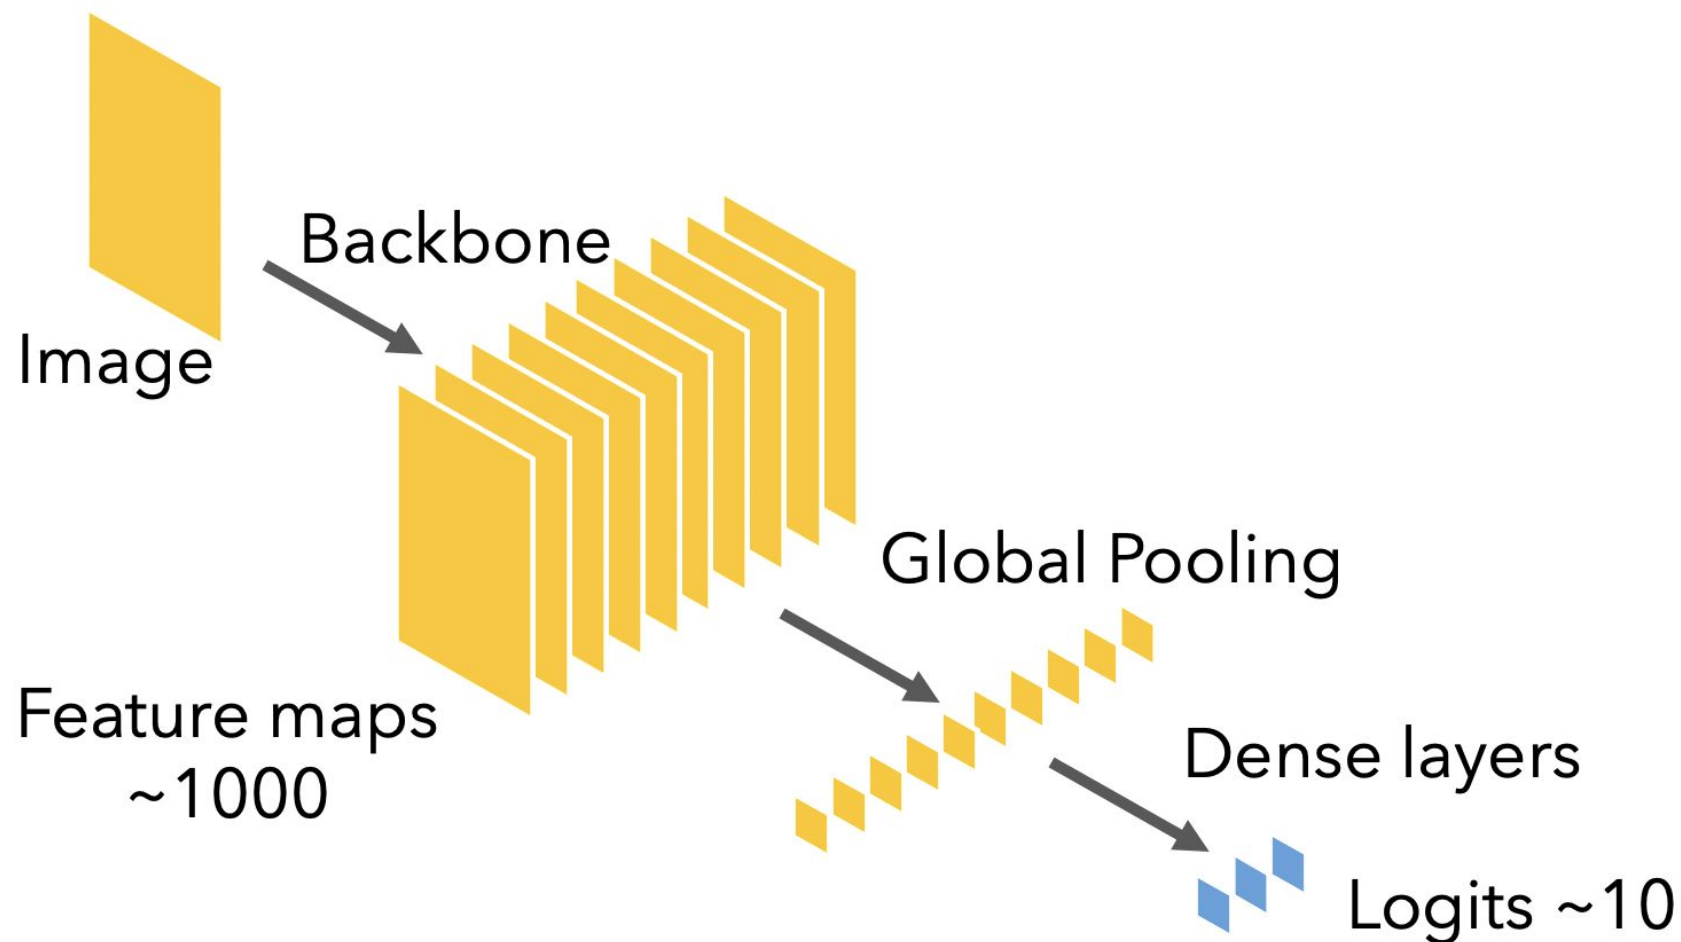 Backbone
Image
Global Pooling
Feature maps
~1000
Dense layers
Logits ~10